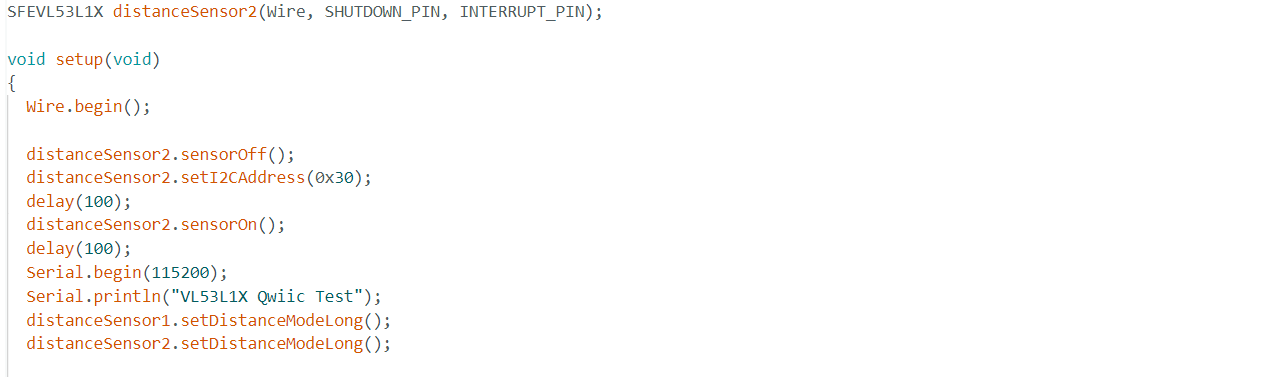 SFEVL53L1X distanceSensor2(Wire, SHUTDOWN_PIN, INTERRUPT_PIN);
void setup(void)
{
Wire.begin();
distanceSensor2.sensorOff();
distanceSensor2.setI2CAddress(0x30);
delay(100);
distanceSensor2.sensorOn();
delay(100);
Serial.begin(115200);
Serial.println("VL53L1X Qwiic Test");
distanceSensor1.setDistanceModeLong();
distanceSensor2.setDistanceModeLong();